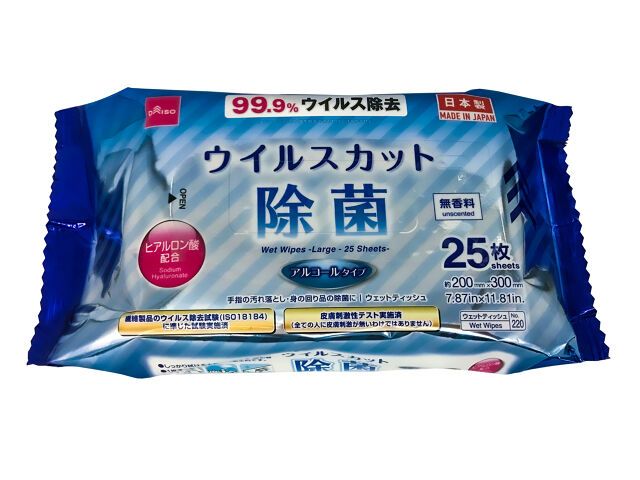 DAISO
99.9%ウイルス除去
日本製
MADE IN JAPAN
ウイルスカット
除菌
OPEN
無香料
unscented
Wet Wipes -Large- 25 Sheets-
アルコールタイプ
ヒアルロン酸
配合
Sodium
Hyaluronate
25枚
sheets
約200mm×300mm
7.87in×11.81in.
手指の汚れ落とし・身の回り品の除菌に|ウェットティッシュ
繊維製品のウイルス除去試験(ISO18184)
に準じた試験実施済
皮膚刺激性テスト実施済
(全ての人に皮膚刺激が無いわけではありません)
ウェットティッシュ
Wet Wipes
No.
220
ウイルスカット
除菌